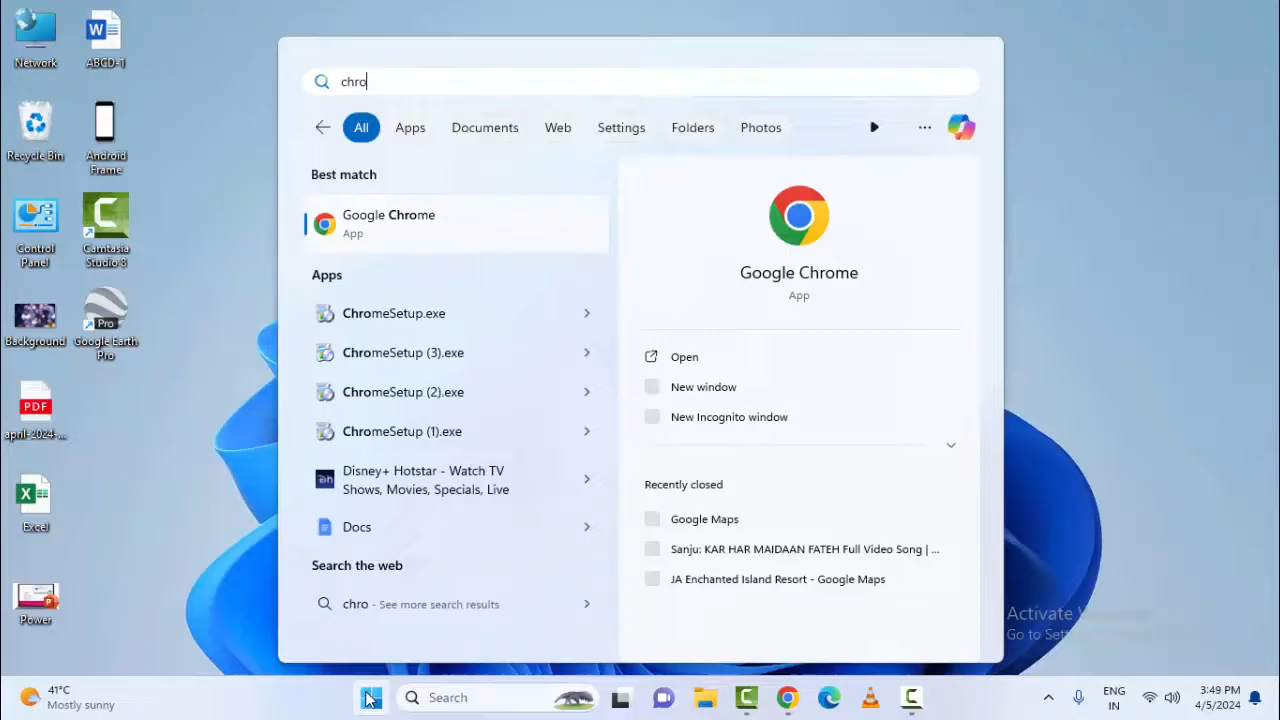 Network
ABCD-1
Recycle Bin
Android
Frame
Control
Panel
Camtasia
Studio 8
Background
Pro
Google Earth
Pro
PDF
april-2024-...
Excel
Power
chro
All
Apps
Documents
Web
Settings
Folders
Photos
Best match
Google Chrome
App
Apps
ChromeSetup.exe
ChromeSetup (3).exe
ChromeSetup (2).exe
ChromeSetup (1).exe
Disney+ Hotstar - Watch TV
Shows, Movies, Specials, Live
Docs
Search the web
chro - See more search results
Google Chrome
App
Open
New window
New Incognito window
Recently closed
Google Maps
Sanju: KAR HAR MAIDAAN FATEH Full Video Song | ...
JA Enchanted Island Resort - Google Maps
Activate
Go to
41°C
Mostly sunny
Search
ENG
IN
3:49 PM
4/5/2024